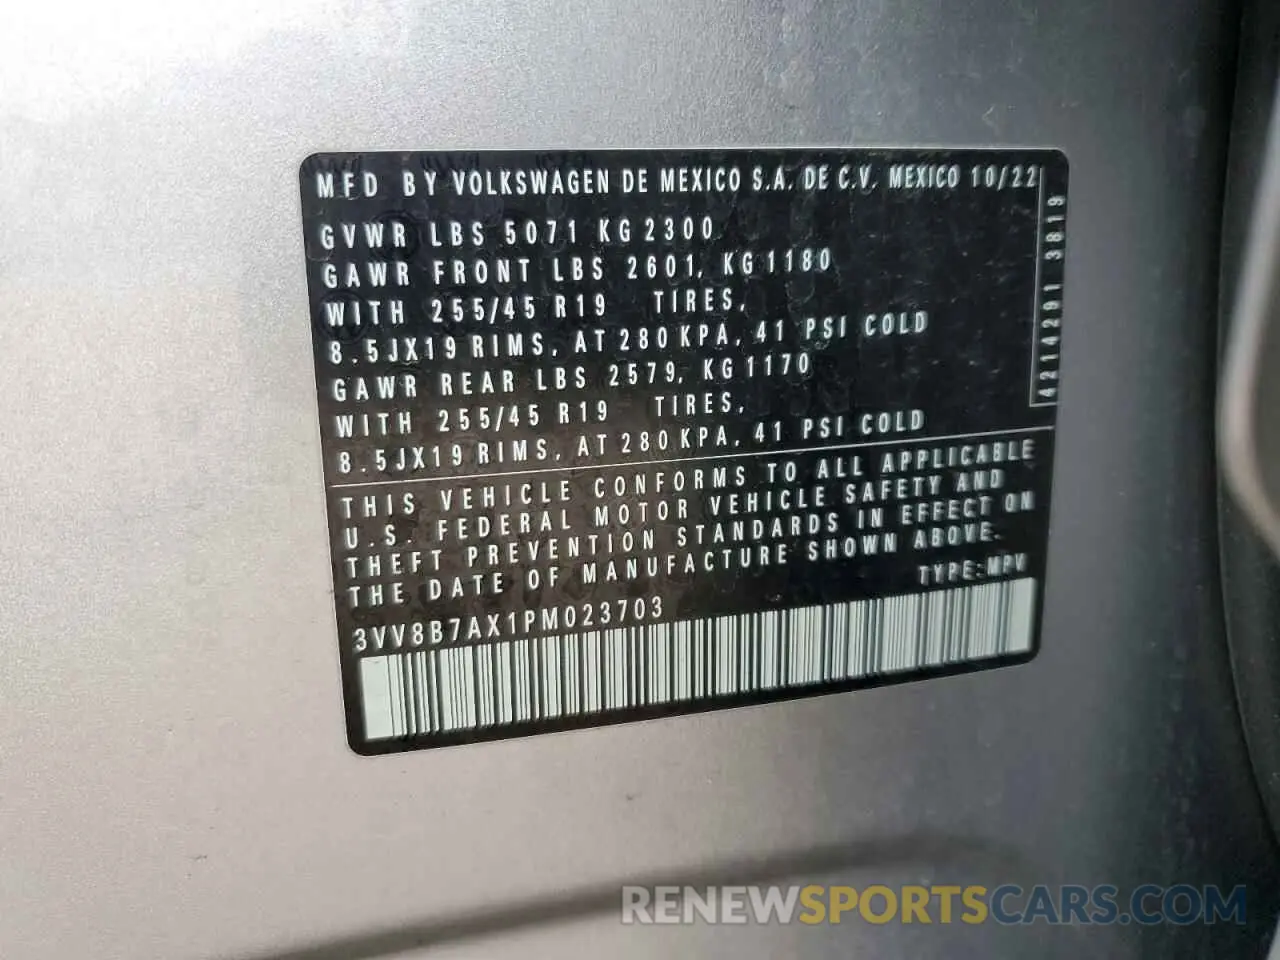 MFD BY VOLKSWAGEN DE MEXICO S.A. DE C.V. MEXICO 10/22
GVWR LBS 5071 KG 2300
GAWR FRONT LBS 2601, KG 1180
WITH 255/45 R19 TIRES,
8.5JX19 RIMS, AT 280 KPA, 41 PSI COLD
GAWR REAR LBS 2579, KG 1170
WITH 255/45 R19 TIRES,
8.5JX19 RIMS, AT 280 KPA, 41 PSI COLD
4214291 3819
THIS VEHICLE CONFORMS TO ALL APPLICABLE
U.S. FEDERAL MOTOR VEHICLE SAFETY AND
THEFT PREVENTION STANDARDS IN EFFECT ON
THE DATE OF MANUFACTURE SHOWN ABOVE.
TYPE:MPV
3VV8B7AX1PM023703
RENEWSPORTSCARS.COM